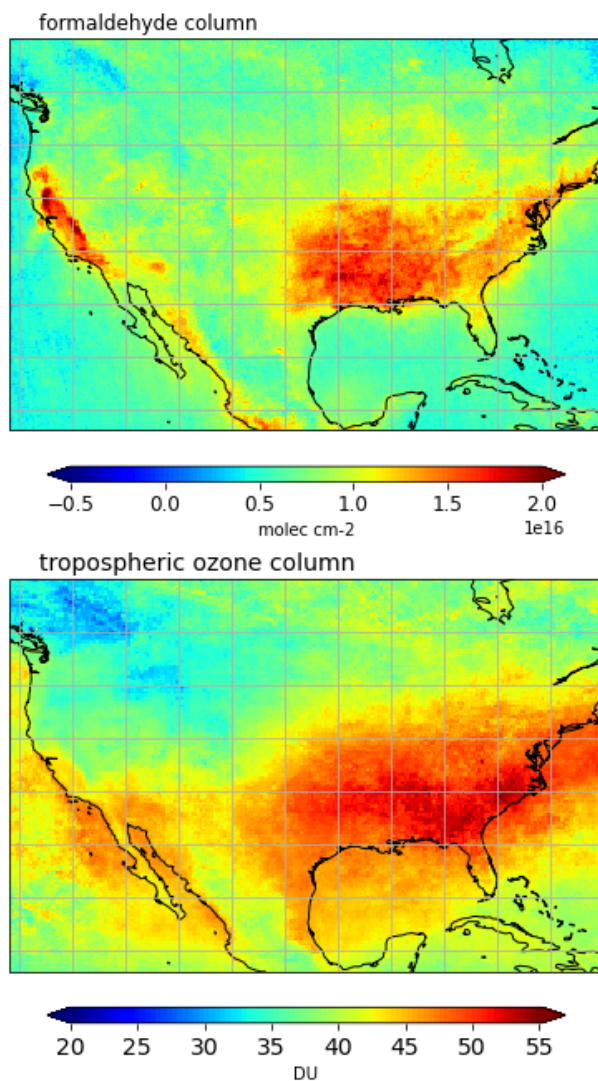 formaldehyde column
−0.5 0.0 0.5 1.0 1.5 2.0
molec cm-2 1e16
tropospheric ozone column
20 25 30 35 40 45 50 55
DU